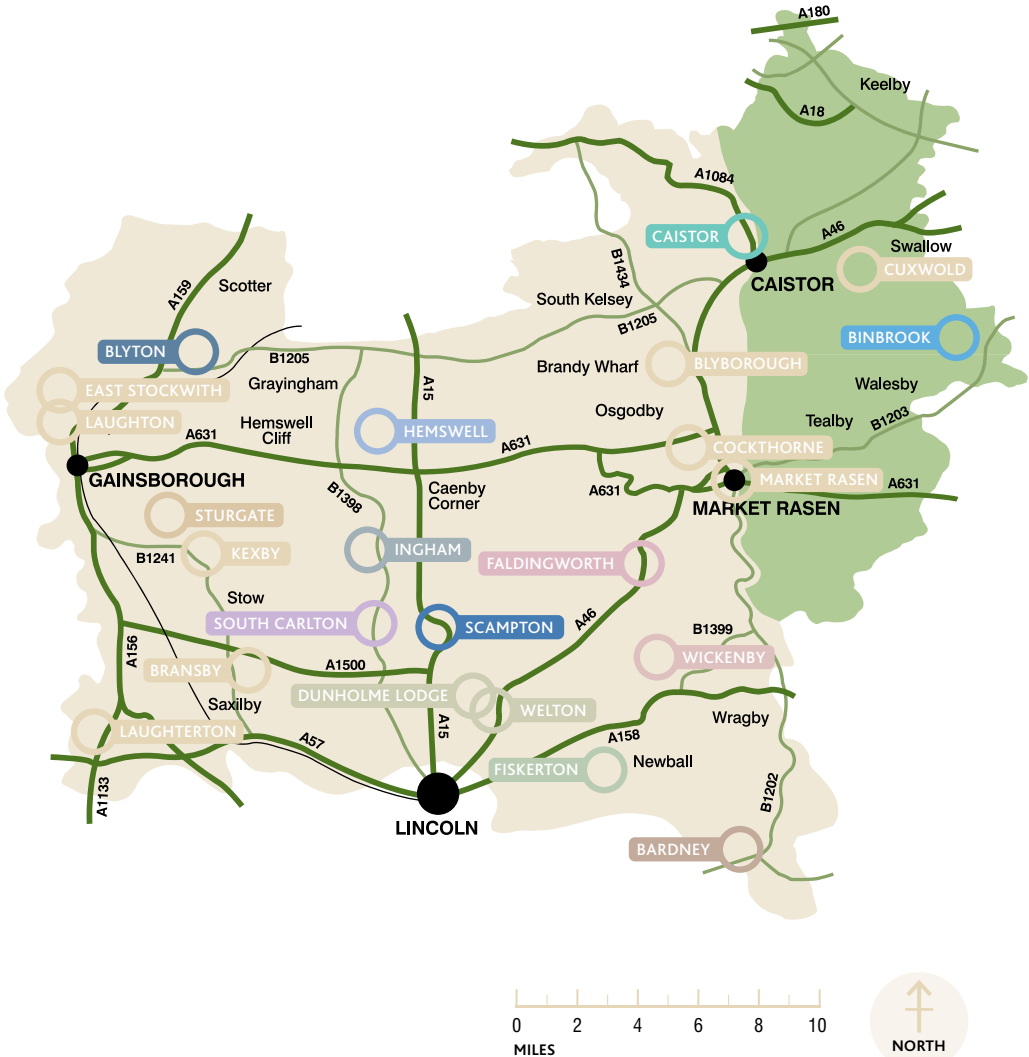 A180
Keelby
A18
A1084
CAISTOR
A46
Swallow
B1434
CUXWOLD
CAISTOR
Scotter
A159
South Kelsey
B1205
BINBROOK
BLYTON
B1205
Brandy Wharf
BLYBOROUGH
EAST STOCKWITH
Grayingham
A15
Walesby
LAUGHTON
Hemswell
Cliff
HEMSWELL
Osgodby
Tealby
B1203
A631
A631
COCKTHORNE
GAINSBOROUGH
MARKET RASEN
A631
B1398
Caenby
Corner
A631
MARKET RASEN
STURGATE
B1241
KEXBY
INGHAM
FALDINGWORTH
Stow
SOUTH CARLTON
SCAMPTON
A46
B1399
A156
BRANSBY
A1500
WICKENBY
DUNHOLME LODGE
WELTON
Saxilby
A15
Wragby
LAUGHTERTON
A57
A158
FISKERTON
Newball
A1133
B1202
LINCOLN
BARDNEY
0 2 4 6 8 10
MILES
NORTH